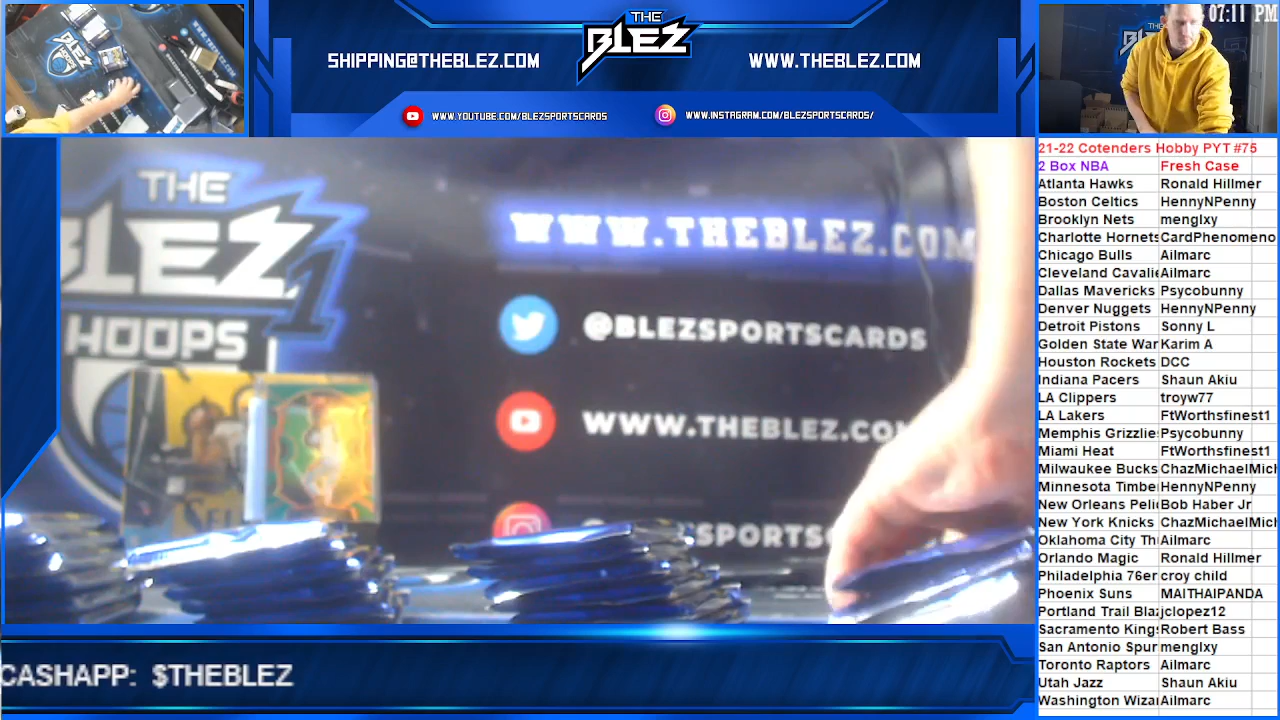 THE
BLEZ
SHIPPING@THEBLEZ.COM
WWW.THEBLEZ.COM
WWW.YOUTUBE.COM/BLEZSPORTSCARDS
WWW.INSTAGRAM.COM/BLEZSPORTSCARDS/
07:11 PM
THE
BLEZ
HOOPS
1
WWW.THEBLEZ.COM
@BLEZSPORTSCARDS
WWW.THEBLEZ.CO
SPORTS
CASHAPP: $THEBLEZ
21-22 Cotenders Hobby PYT #75
2 Box NBA Fresh Case
Atlanta Hawks Ronald Hillmer
Boston Celtics HennyNPenny
Brooklyn Nets menglxy
Charlotte Hornets CardPhenomeno
Chicago Bulls Ailmarc
Cleveland Cavalie Ailmarc
Dallas Mavericks Psycobunny
Denver Nuggets HennyNPenny
Detroit Pistons Sonny L
Golden State War Karim A
Houston Rockets DCC
Indiana Pacers Shaun Akiu
LA Clippers troyw77
LA Lakers FtWorthsfinest1
Memphis Grizzlie Psycobunny
Miami Heat FtWorthsfinest1
Milwaukee Bucks ChazMichaelMich
Minnesota Timbe HennyNPenny
New Orleans Peli Bob Haber Jr
New York Knicks ChazMichaelMich
Oklahoma City Th Ailmarc
Orlando Magic Ronald Hillmer
Philadelphia 76er croy child
Phoenix Suns MAITHAIPANDA
Portland Trail Blaz jclopez12
Sacramento Kings Robert Bass
San Antonio Spur menglxy
Toronto Raptors Ailmarc
Utah Jazz Shaun Akiu
Washington Wiza Ailmarc